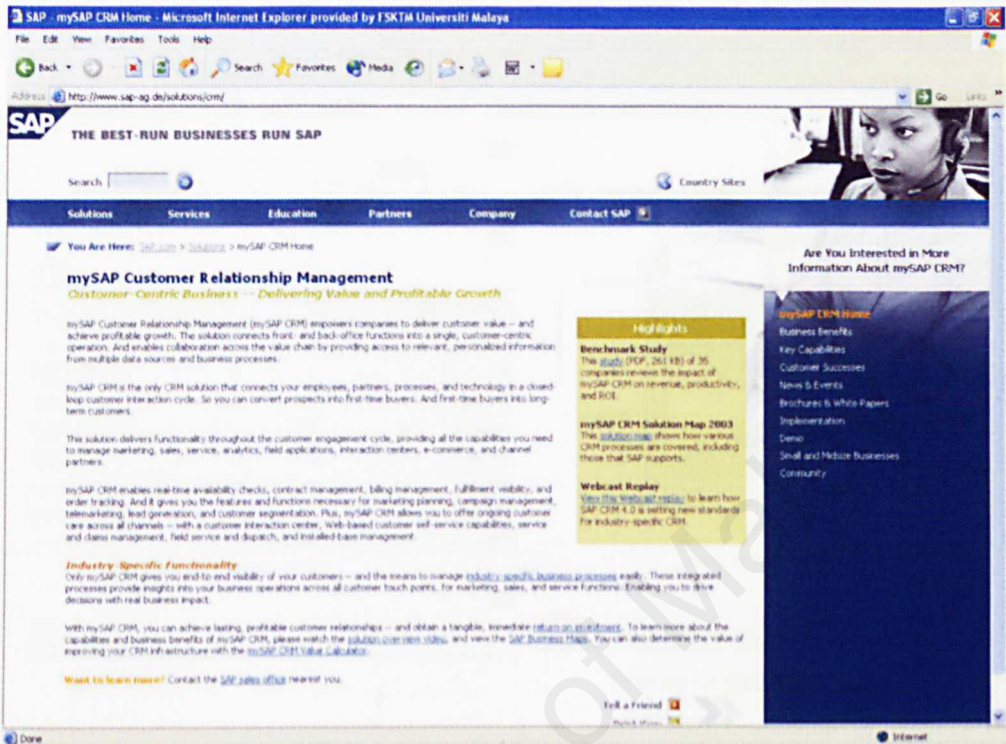 SAP - mySAP CRM Home - Microsoft Internet Explorer provided by FSKTM Universiti Malaya
File Edit View Favorites Tools Help
Back Search Favorites Media
Address http://www.sap-ag.de/solutions/crm/ Go Links »
SAP THE BEST-RUN BUSINESSES RUN SAP
Search Country Sites
Solutions Services Education Partners Company Contact SAP
You Are Here: SAP.com > Solutions > mySAP CRM Home
mySAP Customer Relationship Management
Customer-Centric Business -- Delivering Value and Profitable Growth
mySAP Customer Relationship Management (mySAP CRM) empowers companies to deliver customer value -- and
achieve profitable growth. The solution connects front- and back-office functions into a single, customer-centric
operation. And enables collaboration across the value chain by providing access to relevant, personalized information
from multiple data sources and business processes.
mySAP CRM is the only CRM solution that connects your employees, partners, processes, and technology in a closed-
loop customer interaction cycle. So you can convert prospects into first-time buyers. And first-time buyers into long-
term customers.
This solution delivers functionality throughout the customer engagement cycle, providing all the capabilities you need
to manage marketing, sales, service, analytics, field applications, interaction centers, e-commerce, and channel
partners.
mySAP CRM enables real-time availability checks, contract management, billing management, fulfillment visibility, and
order tracking. And it gives you the features and functions necessary for marketing planning, campaign management,
telemarketing, lead generation, and customer segmentation. Plus, mySAP CRM allows you to offer ongoing customer
care across all channels -- with a customer interaction center, Web-based customer self-service capabilities, service
and claims management, field service and dispatch, and installed-base management.
Highlights
Benchmark Study
This study (PDF, 261 KB) of 35
companies reviews the impact of
mySAP CRM on revenue, productivity,
and ROI.
mySAP CRM Solution Map 2003
This solution map shows how various
CRM processes are covered, including
those that SAP supports.
Webcast Replay
View this Webcast replay to learn how
SAP CRM 4.0 is setting new standards
for industry-specific CRM.
Industry-Specific Functionality
Only mySAP CRM gives you end-to-end visibility of your customers -- and the means to manage industry-specific business processes easily. These integrated
processes provide insights into your business operations across all customer touch points, for marketing, sales, and service functions. Enabling you to drive
decisions with real business impact.
With mySAP CRM, you can achieve lasting, profitable customer relationships -- and obtain a tangible, immediate return on investment. To learn more about the
capabilities and business benefits of mySAP CRM, please watch the solution overview video, and view the SAP Business Maps. You can also determine the value of
improving your CRM infrastructure with the mySAP CRM Value Calculator.
Want to learn more? Contact the SAP sales office nearest you.
Tell a Friend
Are You Interested in More
Information About mySAP CRM?
mySAP CRM Home
Business Benefits
Key Capabilities
Customer Successes
News & Events
Brochures & White Papers
Implementation
Demo
Small and Midsize Businesses
Community
Done Internet